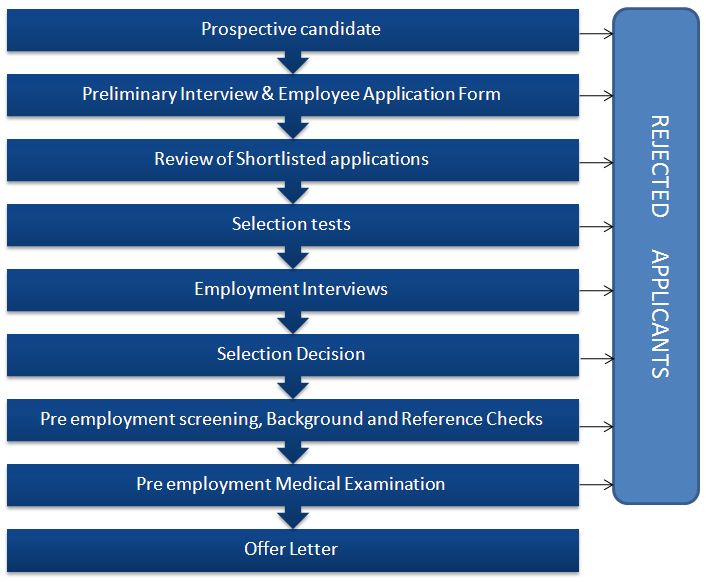 Prospective candidate
Preliminary Interview & Employee Application Form
Review of Shortlisted applications
Selection tests
Employment Interviews
Selection Decision
Pre employment screening, Background and Reference Checks
Pre employment Medical Examination
Offer Letter
REJECTED APPLICANTS